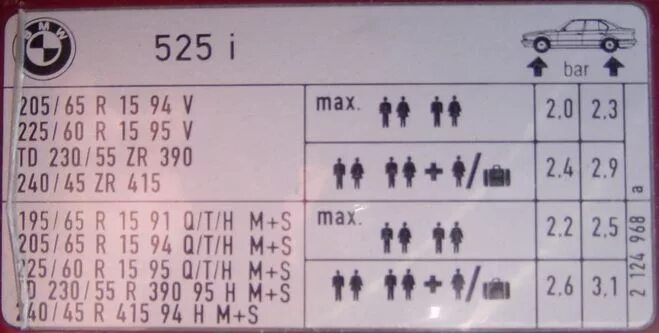 BMW
525 i
bar
205/65 R 15 94 V
225/60 R 15 95 V
TD 230/55 ZR 390
240/45 ZR 415
max.
2.0 2.3
+ /
2.4 2.9
195/65 R 15 91 Q/T/H M+S
205/65 R 15 94 Q/T/H M+S
225/60 R 15 95 Q/T/H M+S
TD 230/55 R 390 95 H M+S
240/45 R 415 94 H M+S
max.
2.2 2.5
+ /
2.6 3.1
2 124 968 a